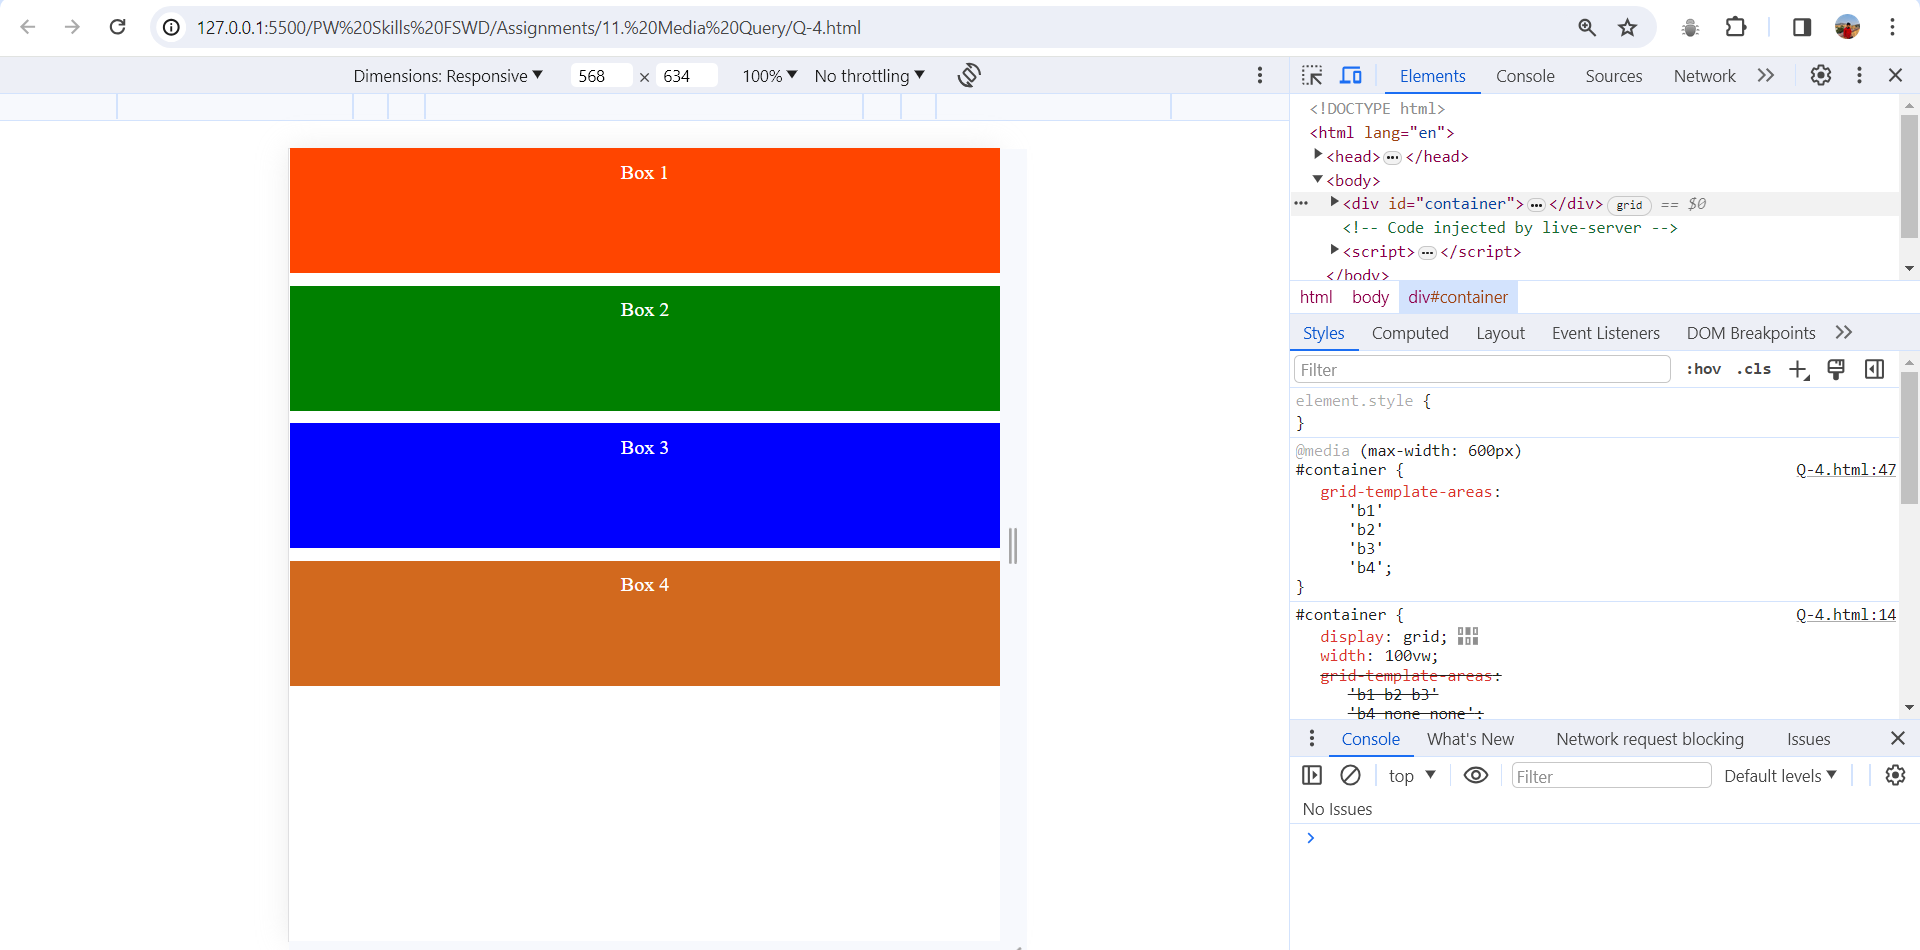 127.0.0.1:5500/PW%20Skills%20FSWD/Assignments/11.%20Media%20Query/Q-4.html
Dimensions: Responsive 568 × 634 100% No throttling
Box 1
Box 2
Box 3
Box 4
Elements Console Sources Network
<!DOCTYPE html>
<html lang="en">
<head> ••• </head>
<body>
••• <div id="container"> ••• </div> grid == $0
<!-- Code injected by live-server -->
<script> ••• </script>
</body>
html body div#container
Styles Computed Layout Event Listeners DOM Breakpoints
Filter :hov .cls
element.style {
}
@media (max-width: 600px)
#container { Q-4.html:47
grid-template-areas:
'b1'
'b2'
'b3'
'b4';
}
#container { Q-4.html:14
display: grid;
width: 100vw;
grid-template-areas:
'b1 b2 b3'
'b4 none none';
Console What's New Network request blocking Issues
top Filter Default levels
No Issues